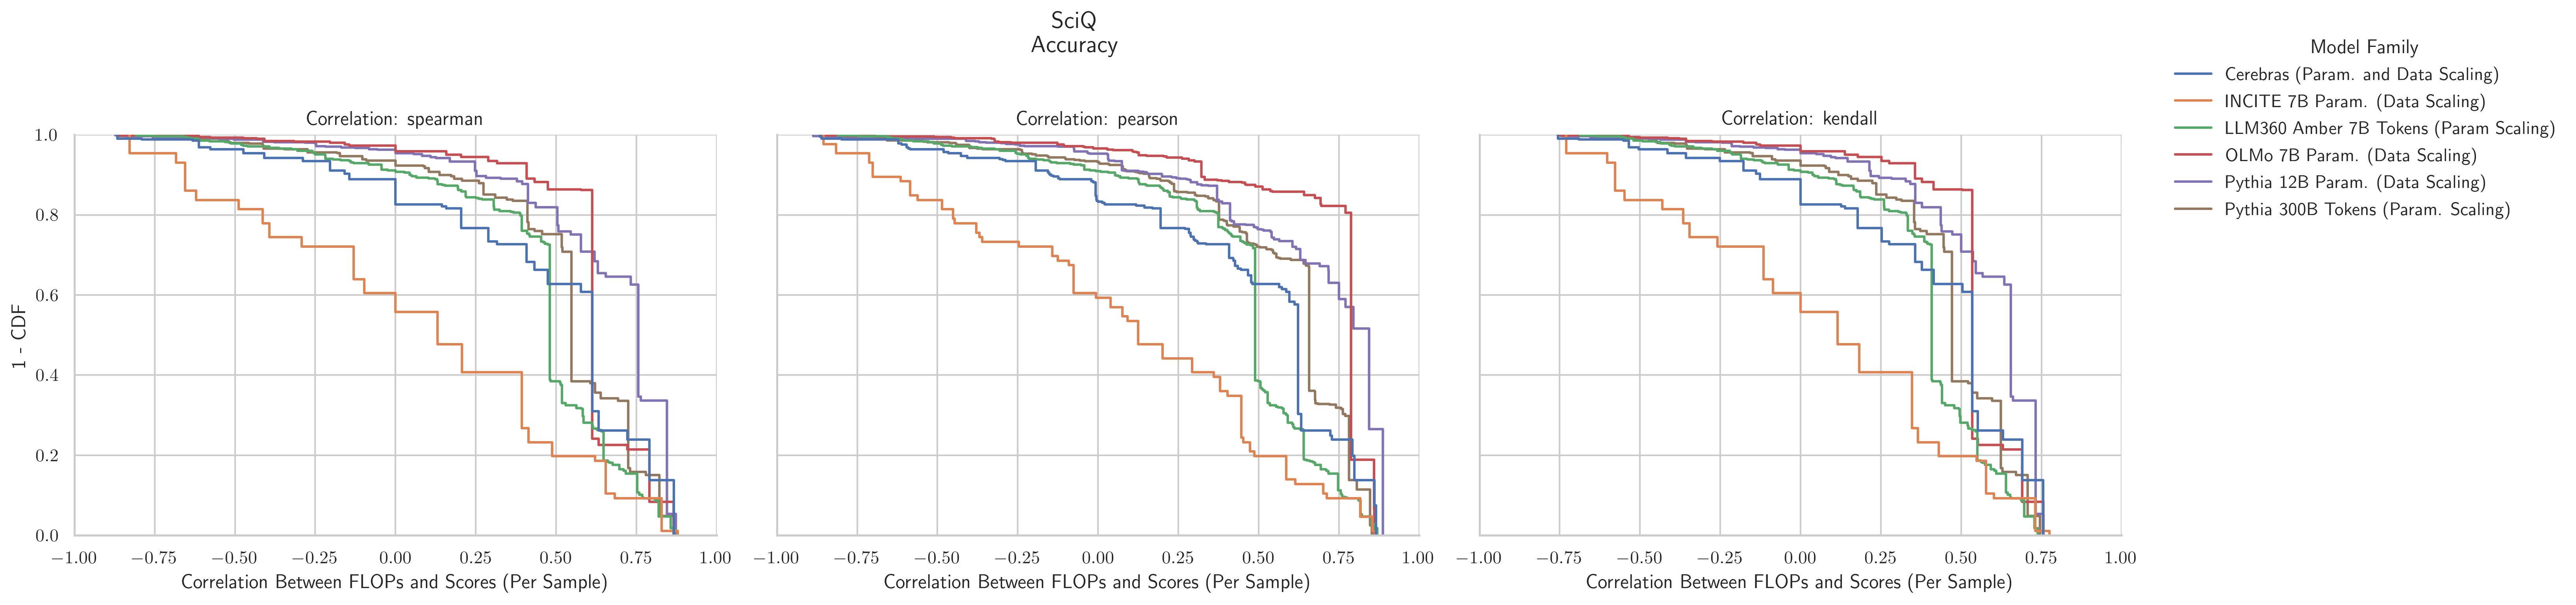 SciQ
Accuracy
Model Family
Cerebras (Param. and Data Scaling)
INCITE 7B Param. (Data Scaling)
LLM360 Amber 7B Tokens (Param Scaling)
OLMo 7B Param. (Data Scaling)
Pythia 12B Param. (Data Scaling)
Pythia 300B Tokens (Param. Scaling)
Correlation: spearman
Correlation: pearson
Correlation: kendall
1 - CDF
1.0
0.8
0.6
0.4
0.2
0.0
−1.00 −0.75 −0.50 −0.25 0.00 0.25 0.50 0.75 1.00
−1.00 −0.75 −0.50 −0.25 0.00 0.25 0.50 0.75 1.00
−1.00 −0.75 −0.50 −0.25 0.00 0.25 0.50 0.75 1.00
Correlation Between FLOPs and Scores (Per Sample)
Correlation Between FLOPs and Scores (Per Sample)
Correlation Between FLOPs and Scores (Per Sample)